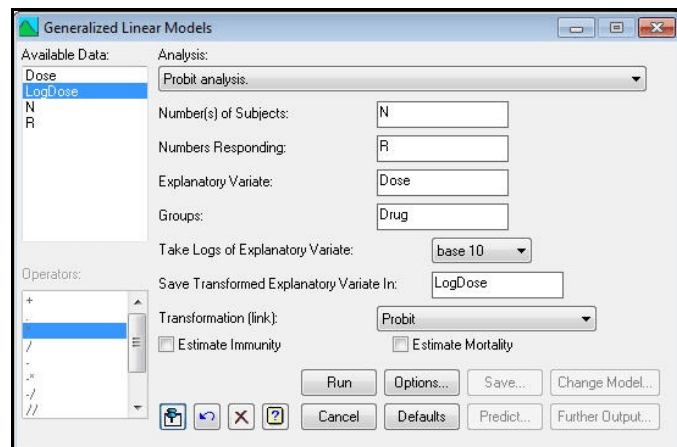 Generalized Linear Models
Available Data:
Dose
LogDose
N
R
Operators:
+
.
*
/
-
.*
-/
//
Analysis:
Probit analysis.
Number(s) of Subjects: N
Numbers Responding: R
Explanatory Variate: Dose
Groups: Drug
Take Logs of Explanatory Variate: base 10
Save Transformed Explanatory Variate In: LogDose
Transformation (link): Probit
Estimate Immunity Estimate Mortality
Run Options... Save... Change Model...
Cancel Defaults Predict... Further Output...